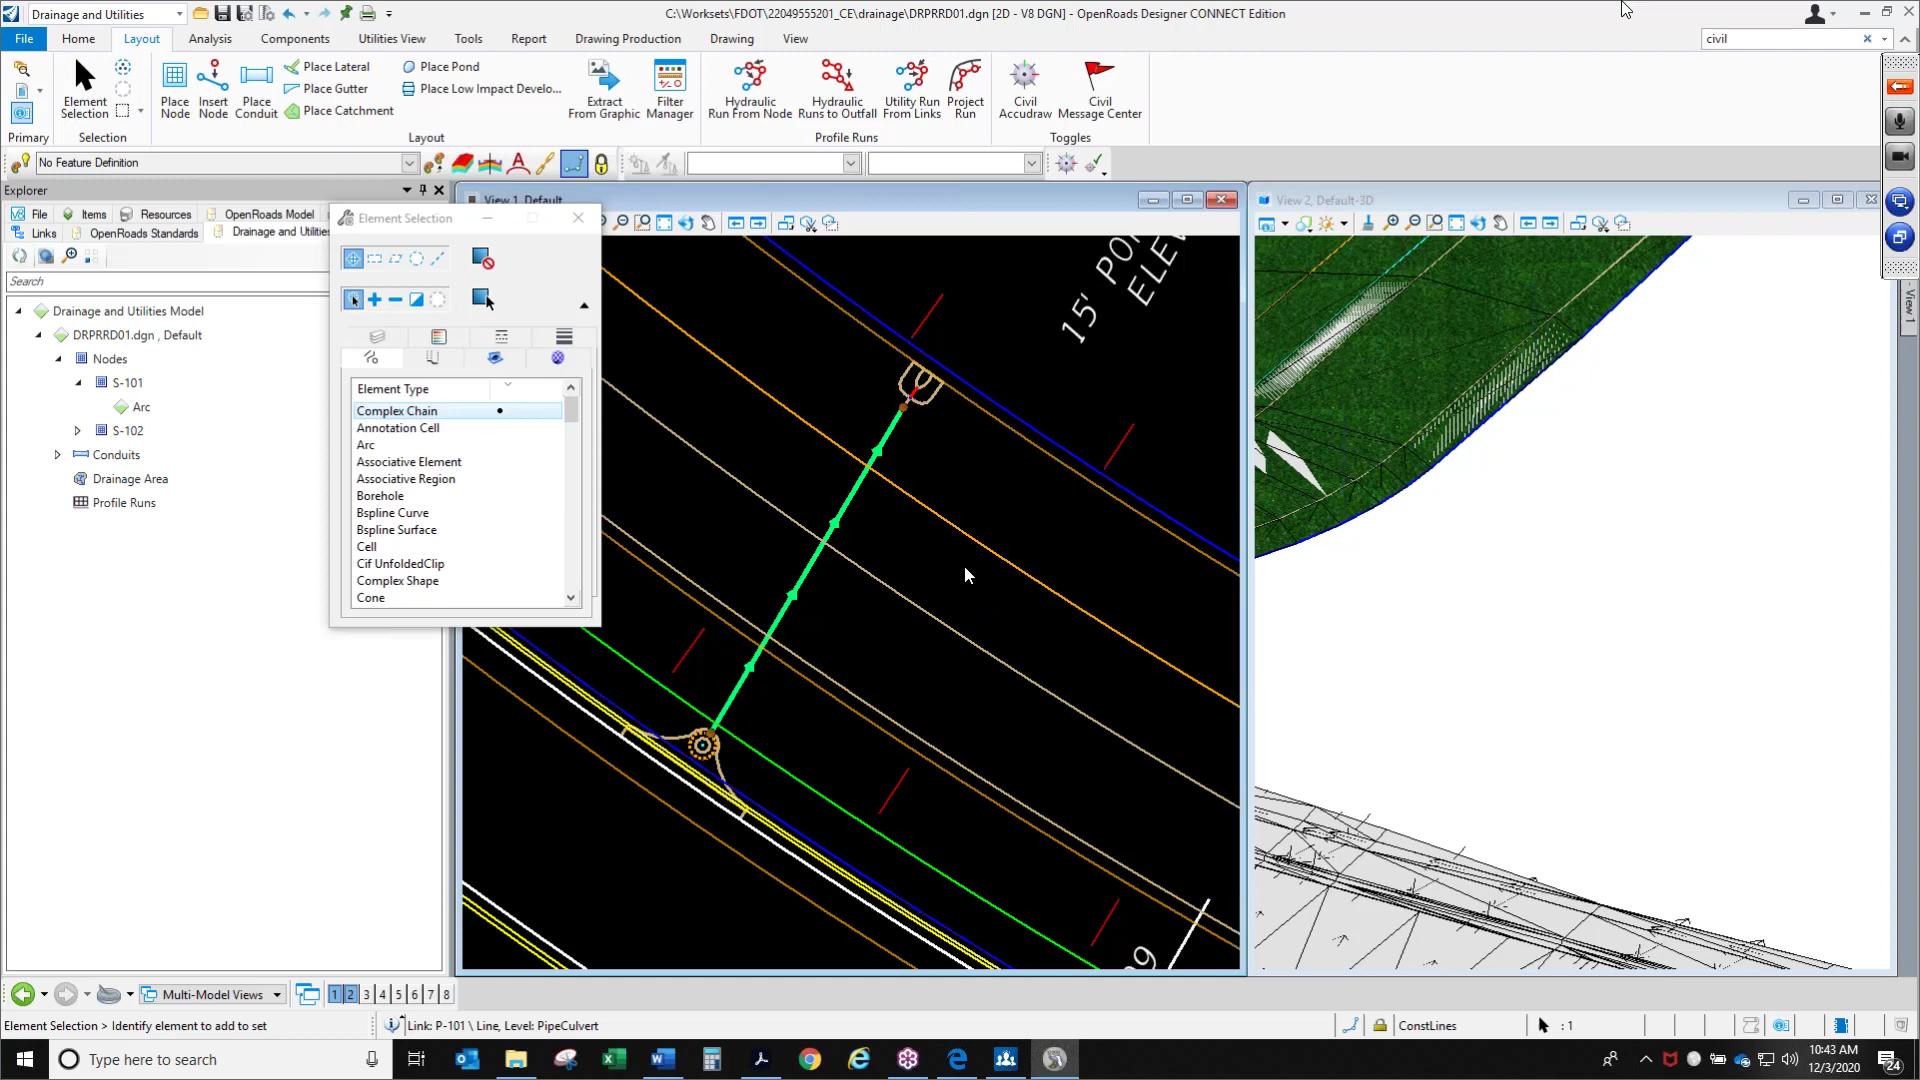 Drainage and Utilities
C:\Worksets\FDOT\22049555201_CE\drainage\DRPRRD01.dgn [2D - V8 DGN] - OpenRoads Designer CONNECT Edition
File Home Layout Analysis Components Utilities View Tools Report Drawing Production Drawing View
civil
Element Selection
Place Node
Insert Node
Place Conduit
Place Lateral
Place Gutter
Place Catchment
Place Pond
Place Low Impact Develo...
Extract From Graphic
Filter Manager
Hydraulic Run From Node
Hydraulic Runs to Outfall
Utility Run From Links
Project Run
Civil Accudraw
Civil Message Center
Primary Selection Layout Profile Runs Toggles
No Feature Definition
Explorer
File Items Resources OpenRoads Model
Links OpenRoads Standards Drainage and Utilitie
Search
Drainage and Utilities Model
DRPRRD01.dgn , Default
Nodes
S-101
Arc
S-102
Conduits
Drainage Area
Profile Runs
Element Selection
Element Type
Complex Chain
Annotation Cell
Arc
Associative Element
Associative Region
Borehole
Bspline Curve
Bspline Surface
Cell
Cif UnfoldedClip
Complex Shape
Cone
View 1, Default
15' PO
ELEV
99
View 2, Default-3D
View 1
Multi-Model Views 1 2 3 4 5 6 7 8
Element Selection > Identify element to add to set
Link: P-101 \ Line, Level: PipeCulvert
ConstLines
: 1
Type here to search
10:43 AM
12/3/2020
24